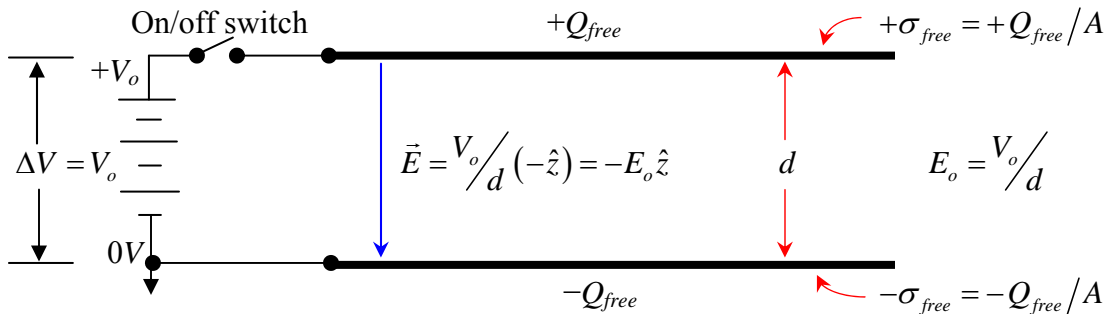 On/off switch
+Q_free
+σ_free = +Q_free/A
+V_o
ΔV = V_o
E⃗ = V_o/d (−ẑ) = −E_o ẑ
d
E_o = V_o/d
0V
−Q_free
−σ_free = −Q_free/A